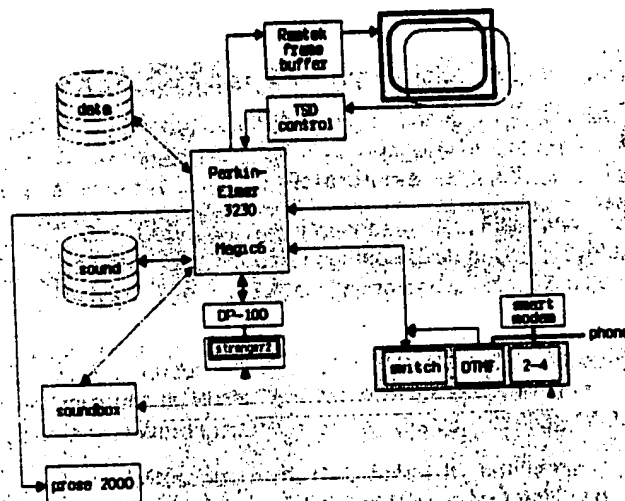 Ramtek
frame
buffer
data
TSD
control
Perkin-
Elmer
3230
Magic6
sound
DP-100
smart
modem
phone
switch
DTMF
2-4
soundbox
prose 2000